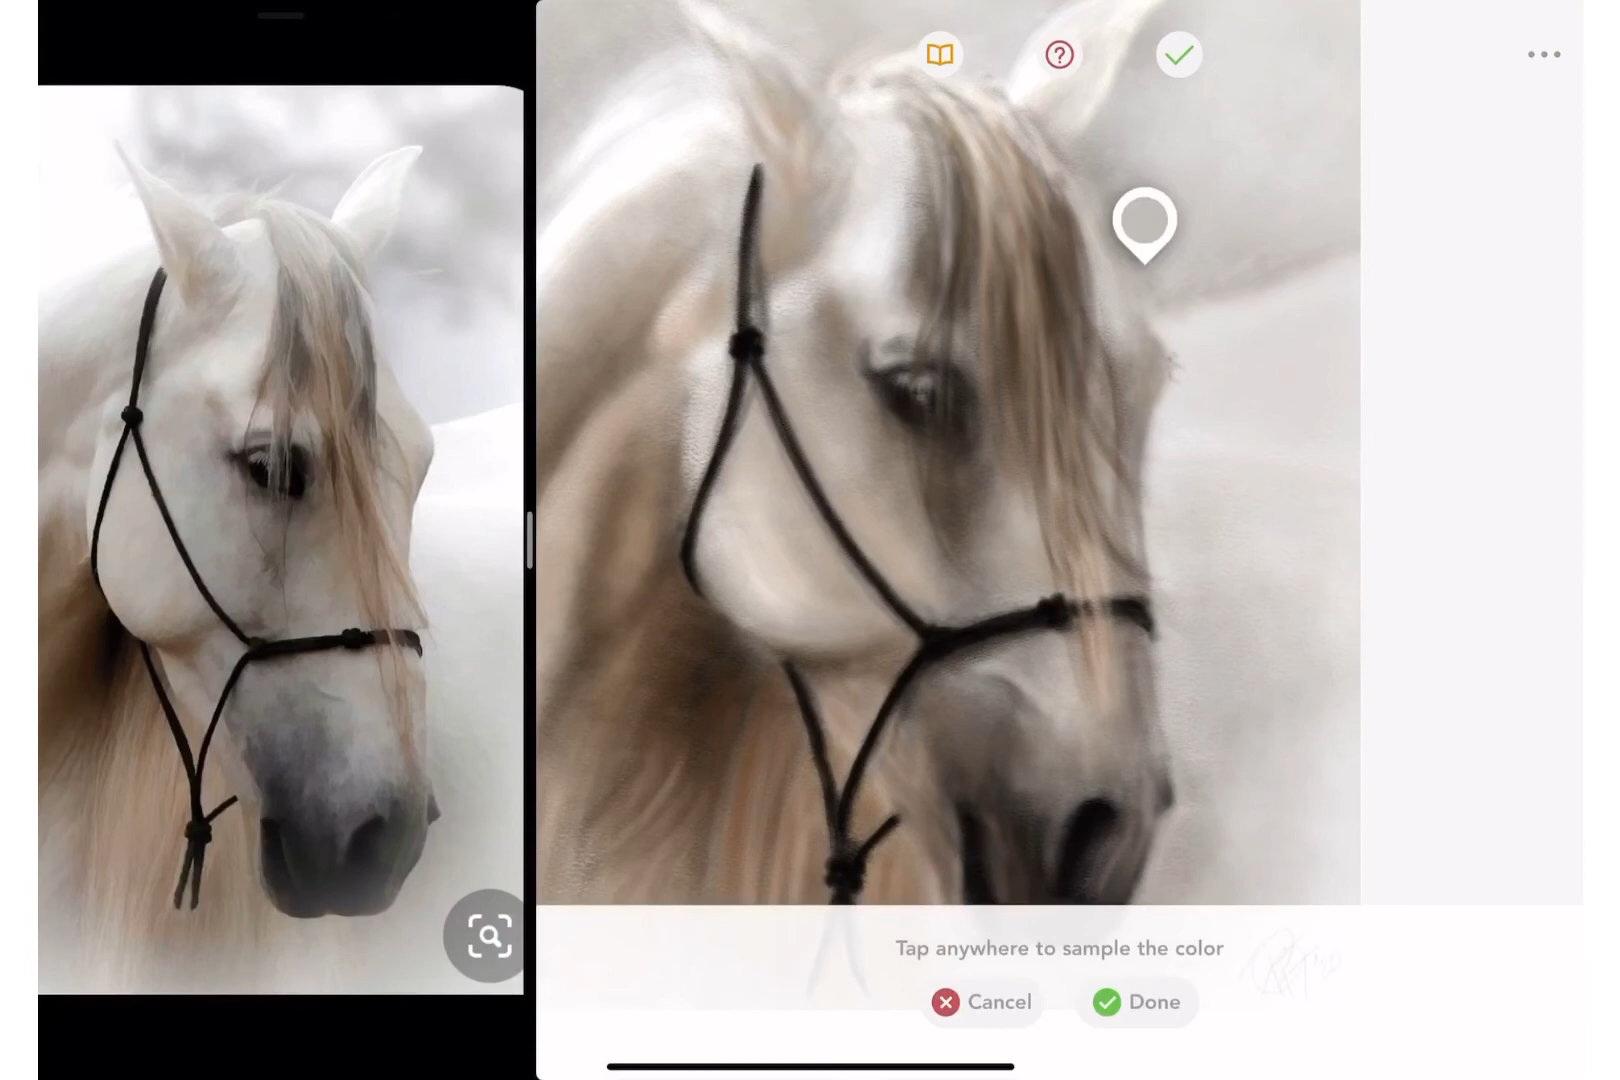 Tap anywhere to sample the color
Cancel
Done